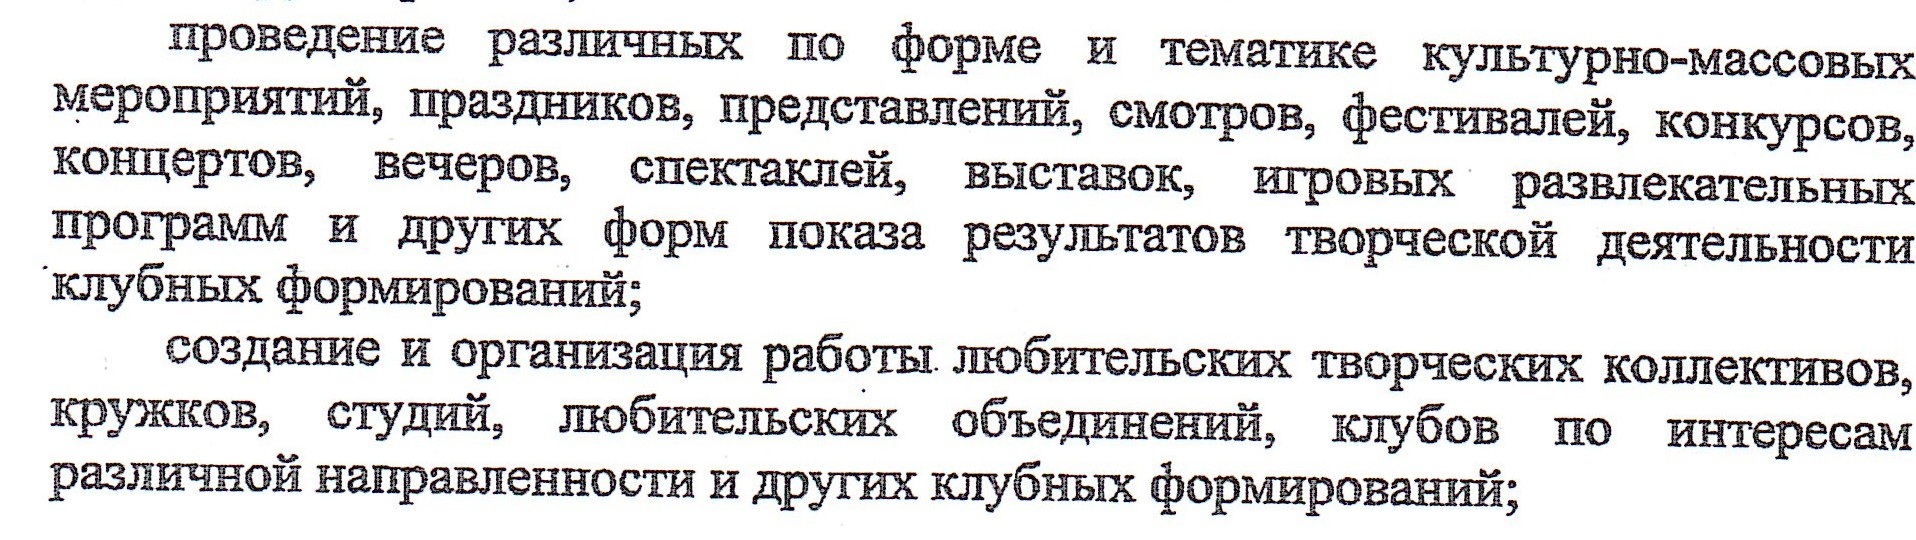 проведение различных по форме и тематике культурно-массовых
мероприятий, праздников, представлений, смотров, фестивалей, конкурсов,
концертов, вечеров, спектаклей, выставок, игровых развлекательных
программ и других форм показа результатов творческой деятельности
клубных формирований;
создание и организация работы любительских творческих коллективов,
кружков, студий, любительских объединений, клубов по интересам
различной направленности и других клубных формирований;